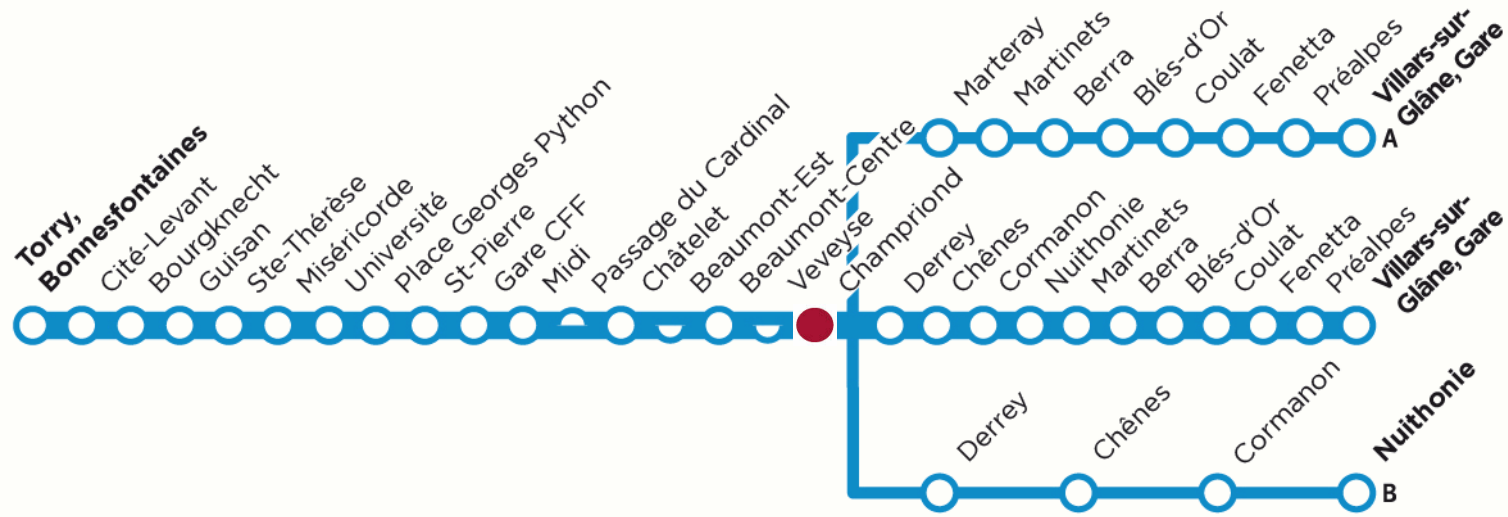 Torry,
Bonnesfontaines
Cité-Levant
Bourgknecht
Guisan
Ste-Thérèse
Miséricorde
Université
Place Georges Python
St-Pierre
Gare CFF
Midi
Passage du Cardinal
Châtelet
Beaumont-Est
Beaumont-Centre
Veveyse
Champriond
Marteray
Martinets
Berra
Blés-d'Or
Coulat
Fenetta
Préalpes
Villars-sur-
Glâne, Gare
A
Derrey
Chênes
Cormanon
Nuithonie
Martinets
Berra
Blés-d'Or
Coulat
Fenetta
Préalpes
Villars-sur-
Glâne, Gare
Derrey
Chênes
Cormanon
Nuithonie
B